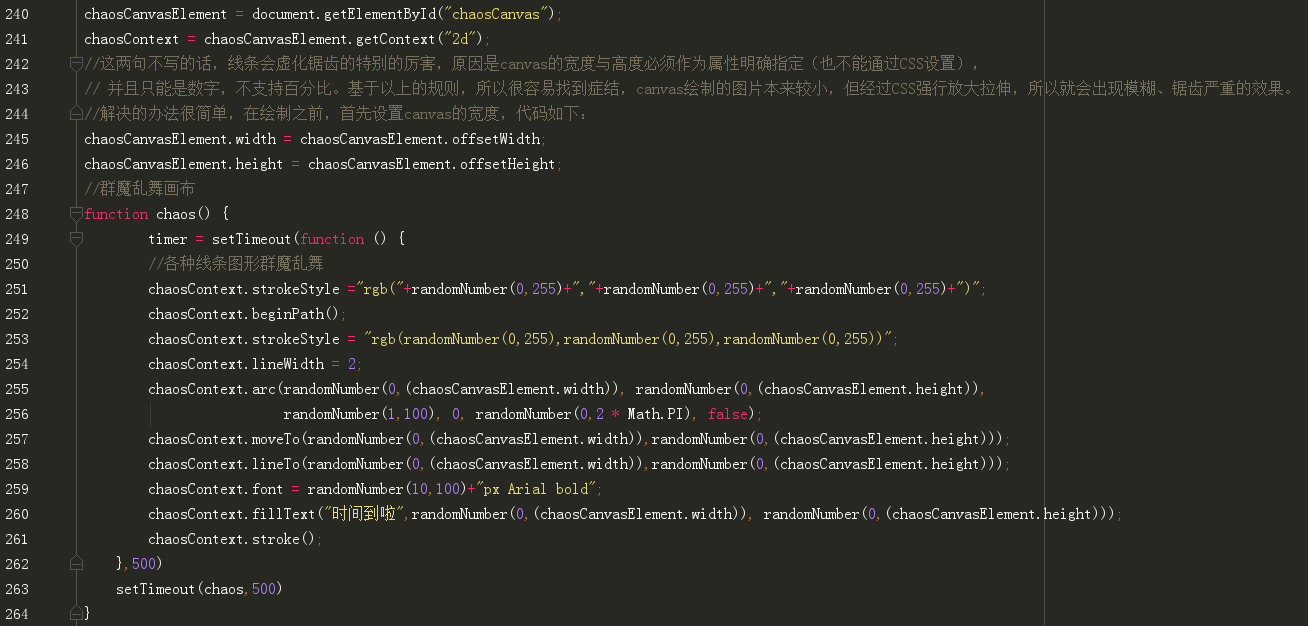 240 chaosCanvasElement = document.getElementById("chaosCanvas");
241 chaosContext = chaosCanvasElement.getContext("2d");
242 //这两句不写的话，线条会虚化锯齿的特别的厉害，原因是canvas的宽度与高度必须作为属性明确指定（也不能通过CSS设置），
243 // 并且只能是数字，不支持百分比。基于以上的规则，所以很容易找到症结，canvas绘制的图片本来较小，但经过CSS强行放大拉伸，所以就会出现模糊、锯齿严重的效果。
244 //解决的办法很简单，在绘制之前，首先设置canvas的宽度，代码如下：
245 chaosCanvasElement.width = chaosCanvasElement.offsetWidth;
246 chaosCanvasElement.height = chaosCanvasElement.offsetHeight;
247 //群魔乱舞画布
248 function chaos() {
249 timer = setTimeout(function () {
250 //各种线条图形群魔乱舞
251 chaosContext.strokeStyle ="rgb("+randomNumber(0,255)+","+randomNumber(0,255)+","+randomNumber(0,255)+")";
252 chaosContext.beginPath();
253 chaosContext.strokeStyle = "rgb(randomNumber(0,255),randomNumber(0,255),randomNumber(0,255))";
254 chaosContext.lineWidth = 2;
255 chaosContext.arc(randomNumber(0,(chaosCanvasElement.width)), randomNumber(0,(chaosCanvasElement.height)),
256 randomNumber(1,100), 0, randomNumber(0,2 * Math.PI), false);
257 chaosContext.moveTo(randomNumber(0,(chaosCanvasElement.width)),randomNumber(0,(chaosCanvasElement.height)));
258 chaosContext.lineTo(randomNumber(0,(chaosCanvasElement.width)),randomNumber(0,(chaosCanvasElement.height)));
259 chaosContext.font = randomNumber(10,100)+"px Arial bold";
260 chaosContext.fillText("时间到啦",randomNumber(0,(chaosCanvasElement.width)), randomNumber(0,(chaosCanvasElement.height)));
261 chaosContext.stroke();
262 },500)
263 setTimeout(chaos,500)
264 }